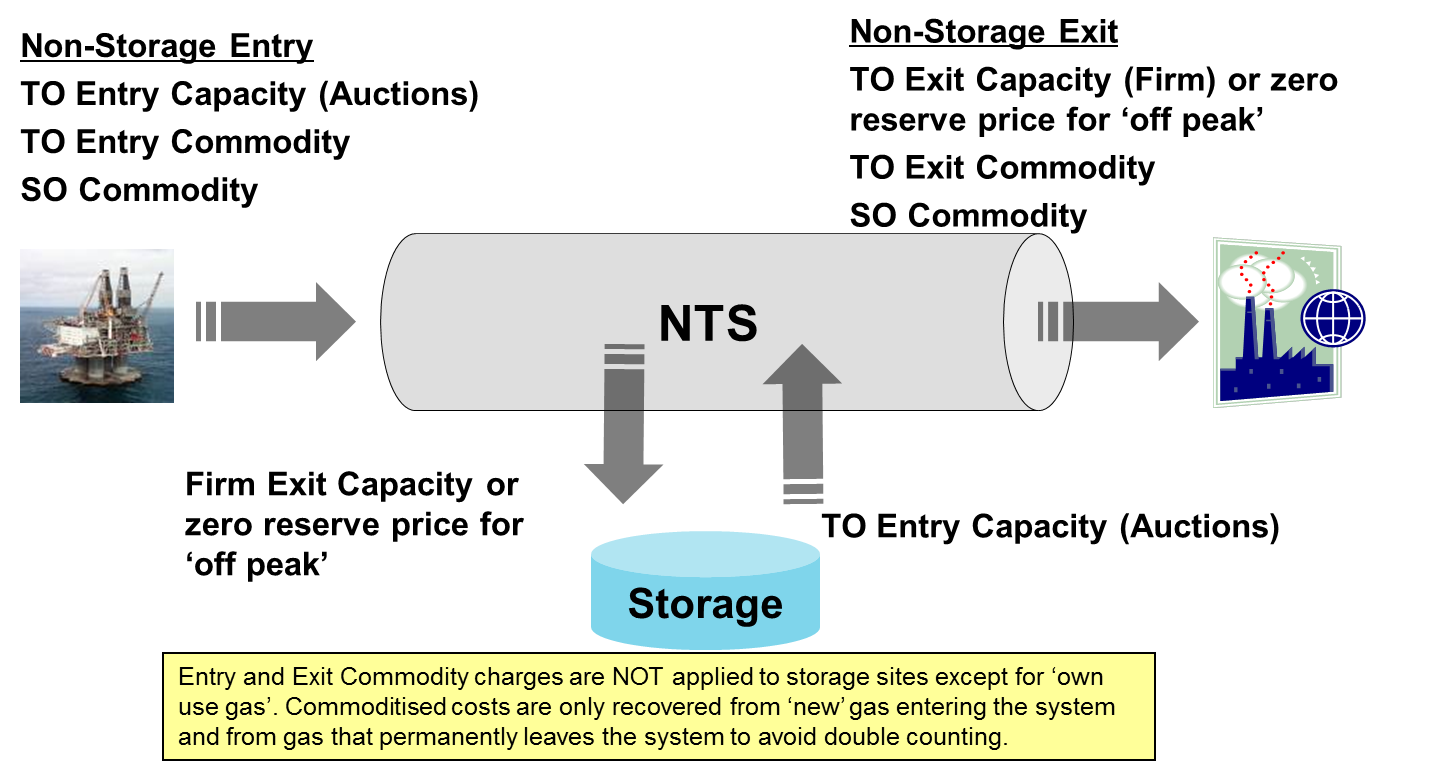 Non-Storage Entry
TO Entry Capacity (Auctions)
TO Entry Commodity
SO Commodity
Non-Storage Exit
TO Exit Capacity (Firm) or zero
reserve price for ‘off peak’
TO Exit Commodity
SO Commodity
NTS
Firm Exit Capacity or
zero reserve price for
‘off peak’
TO Entry Capacity (Auctions)
Storage
Entry and Exit Commodity charges are NOT applied to storage sites except for ‘own
use gas’. Commoditised costs are only recovered from ‘new’ gas entering the system
and from gas that permanently leaves the system to avoid double counting.